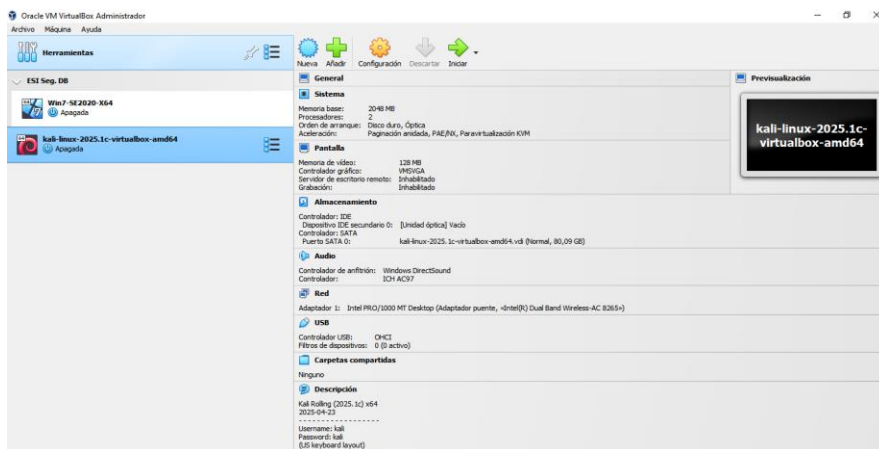 Oracle VM VirtualBox Administrador
Archivo Máquina Ayuda
Herramientas
ESI Seg. DB
Win7-SE2020-X64
Apagada
kali-linux-2025.1c-virtualbox-amd64
Apagada
Nueva Añadir Configuración Descartar Iniciar
General
Sistema
Memoria base: 2048 MB
Procesadores: 2
Orden de arranque: Disco duro, Óptica
Aceleración: Paginación anidada, PAE/NX, Paravirtualización KVM
Pantalla
Memoria de vídeo: 128 MB
Controlador gráfico: VMSVGA
Servidor de escritorio remoto: Inhabilitado
Grabación: Inhabilitado
Almacenamiento
Controlador: IDE
Dispositivo IDE secundario 0: [Unidad óptica] Vacío
Controlador: SATA
Puerto SATA 0: kali-linux-2025.1c-virtualbox-amd64.vdi (Normal, 80,09 GB)
Audio
Controlador de anfitrión: Windows DirectSound
Controlador: ICH AC97
Red
Adaptador 1: Intel PRO/1000 MT Desktop (Adaptador puente, «Intel(R) Dual Band Wireless-AC 8265»)
USB
Controlador USB: OHCI
Filtros de dispositivos: 0 (0 activo)
Carpetas compartidas
Ninguno
Descripción
Kali Rolling (2025.1c) x64
2025-04-23
- - - - - - - - - - - - - - - - - -
Username: kali
Password: kali
(US keyboard layout)
Previsualización
kali-linux-2025.1c-
virtualbox-amd64